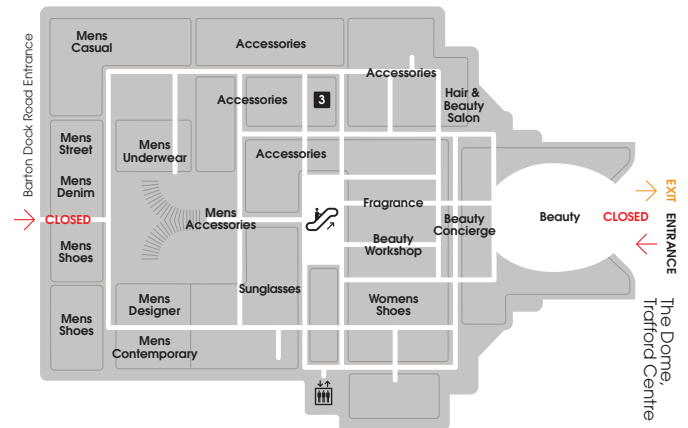 Mens
Casual
Accessories
Accessories
Barton Dock Road Entrance
Accessories
3
Hair &
Beauty
Salon
Mens
Street
Mens
Underwear
Accessories
Mens
Denim
Fragrance
CLOSED
Mens
Accessories
Beauty
Concierge
Beauty
CLOSED
EXIT
ENTRANCE
Mens
Shoes
Beauty
Workshop
Sunglasses
Mens
Designer
Womens
Shoes
Mens
Shoes
Mens
Contemporary
The Dome,
Trafford Centre